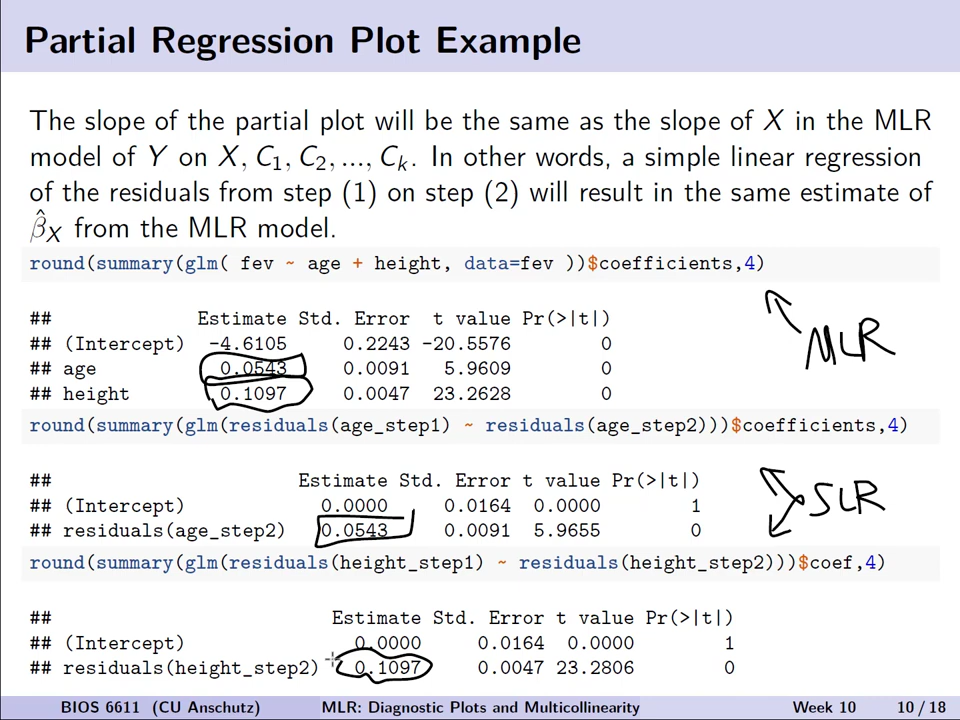 Partial Regression Plot Example
The slope of the partial plot will be the same as the slope of X in the MLR
model of Y on X, C₁, C₂, ..., Cₖ. In other words, a simple linear regression
of the residuals from step (1) on step (2) will result in the same estimate of
β̂_X from the MLR model.
round(summary(glm( fev ~ age + height, data=fev ))$coefficients,4)
## Estimate Std. Error t value Pr(>|t|)
## (Intercept) -4.6105 0.2243 -20.5576 0
## age 0.0543 0.0091 5.9609 0
## height 0.1097 0.0047 23.2628 0
MLR
round(summary(glm(residuals(age_step1) ~ residuals(age_step2)))$coefficients,4)
## Estimate Std. Error t value Pr(>|t|)
## (Intercept) 0.0000 0.0164 0.0000 1
## residuals(age_step2) 0.0543 0.0091 5.9655 0
SLR
round(summary(glm(residuals(height_step1) ~ residuals(height_step2)))$coef,4)
## Estimate Std. Error t value Pr(>|t|)
## (Intercept) 0.0000 0.0164 0.0000 1
## residuals(height_step2) 0.1097 0.0047 23.2806 0
BIOS 6611 (CU Anschutz) MLR: Diagnostic Plots and Multicollinearity Week 10 10 / 18